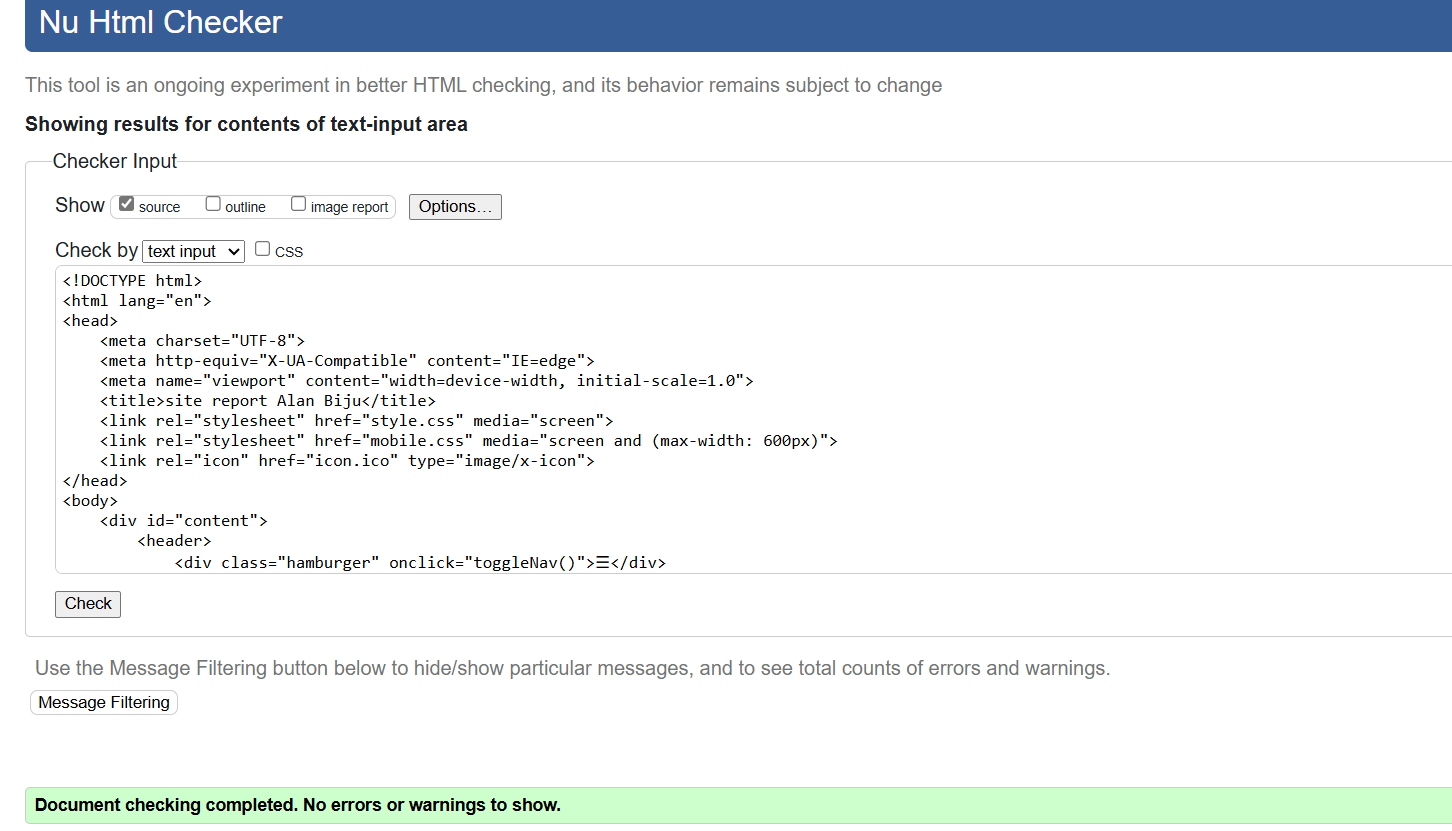 Nu Html Checker
This tool is an ongoing experiment in better HTML checking, and its behavior remains subject to change
Showing results for contents of text-input area
Checker Input
Show source outline image report Options...
Check by text input CSS
<!DOCTYPE html>
<html lang="en">
<head>
    <meta charset="UTF-8">
    <meta http-equiv="X-UA-Compatible" content="IE=edge">
    <meta name="viewport" content="width=device-width, initial-scale=1.0">
    <title>site report Alan Biju</title>
    <link rel="stylesheet" href="style.css" media="screen">
    <link rel="stylesheet" href="mobile.css" media="screen and (max-width: 600px)">
    <link rel="icon" href="icon.ico" type="image/x-icon">
</head>
<body>
    <div id="content">
        <header>
            <div class="hamburger" onclick="toggleNav()">☰</div>
Check
Use the Message Filtering button below to hide/show particular messages, and to see total counts of errors and warnings.
Message Filtering
Document checking completed. No errors or warnings to show.